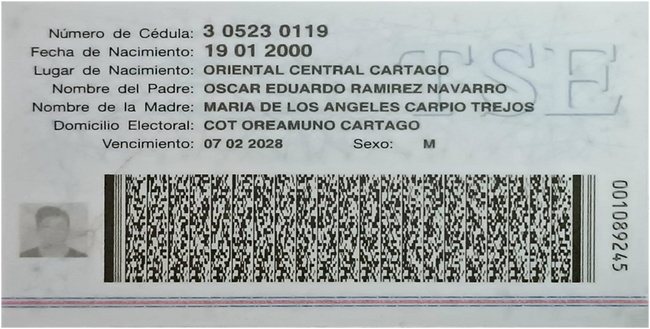 Número de Cédula: 3 0523 0119
Fecha de Nacimiento: 19 01 2000
Lugar de Nacimiento: ORIENTAL CENTRAL CARTAGO
Nombre del Padre: OSCAR EDUARDO RAMIREZ NAVARRO
Nombre de la Madre: MARIA DE LOS ANGELES CARPIO TREJOS
Domicilio Electoral: COT OREAMUNO CARTAGO
Vencimiento: 07 02 2028 Sexo: M
TSE
001089245